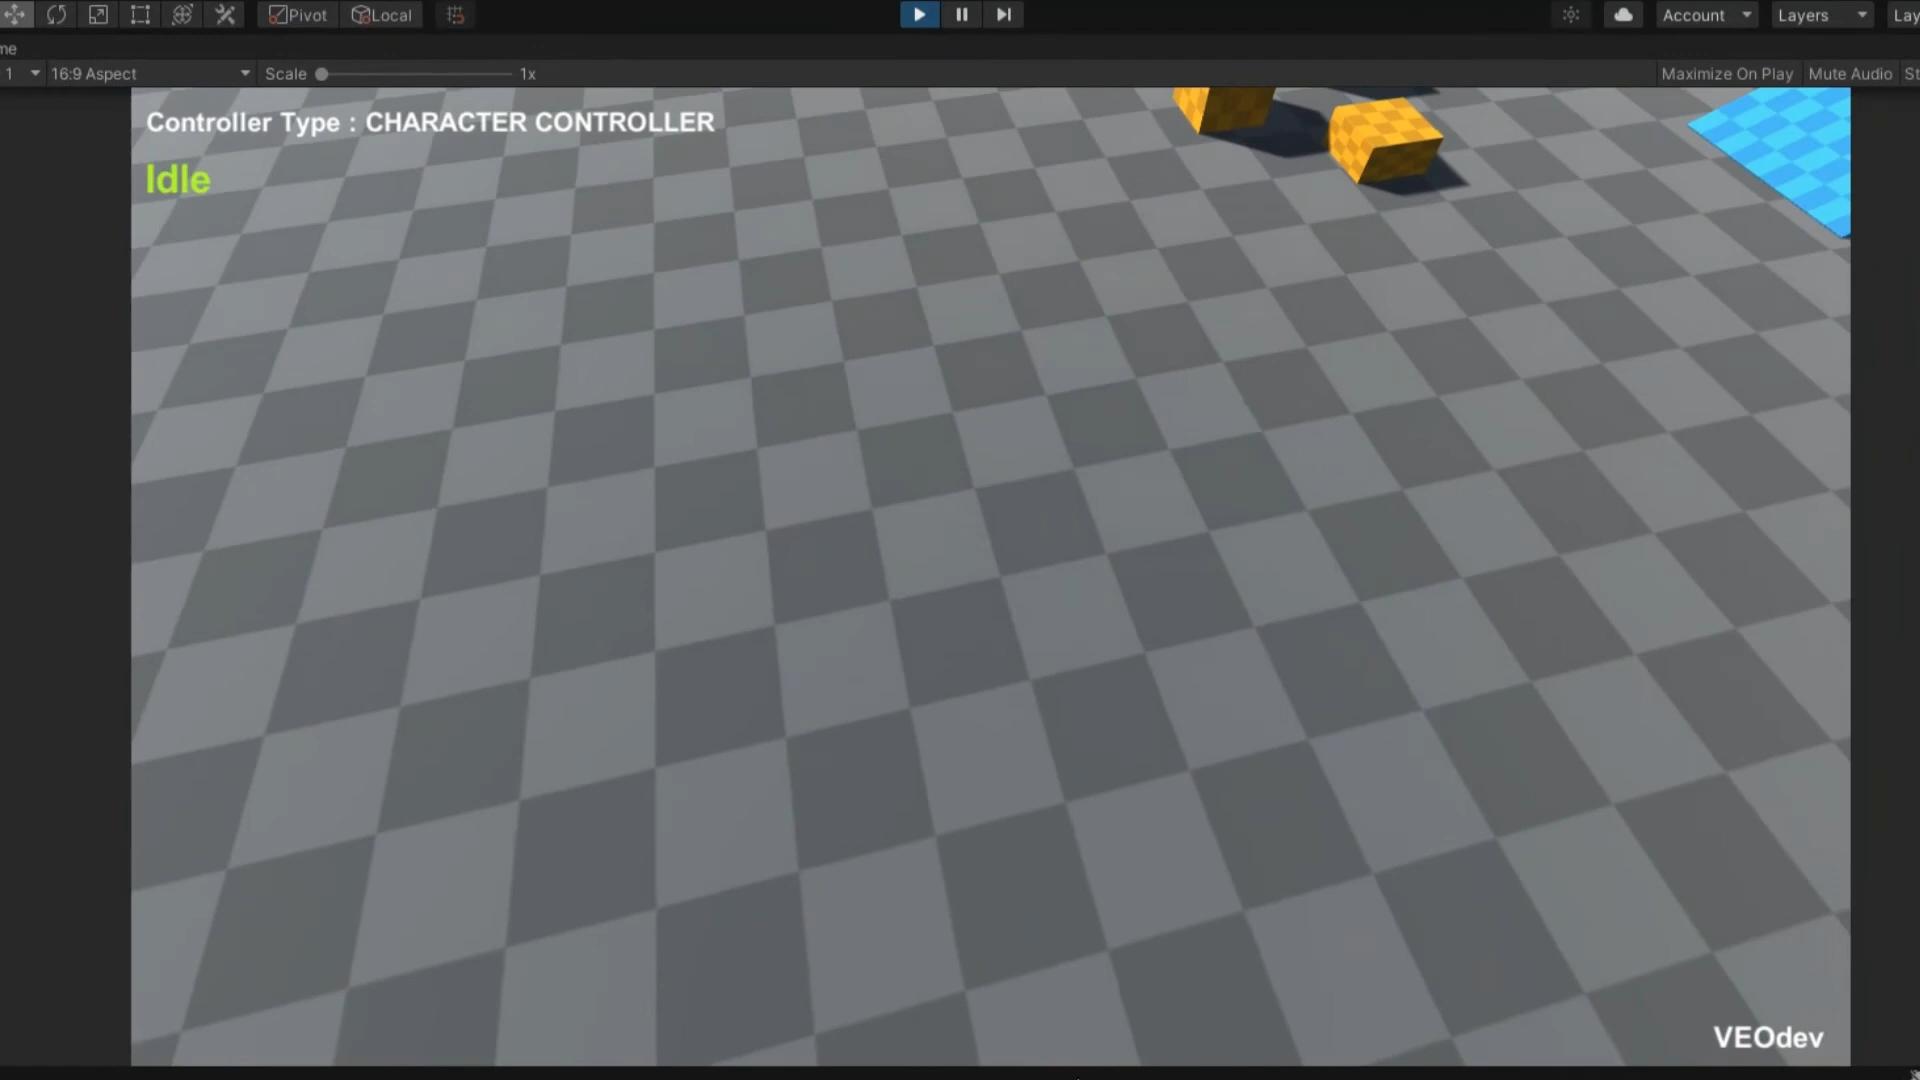 Pivot Local Account Layers Lay
me
1 16:9 Aspect Scale 1x Maximize On Play Mute Audio St
Controller Type : CHARACTER CONTROLLER
Idle
VEOdev